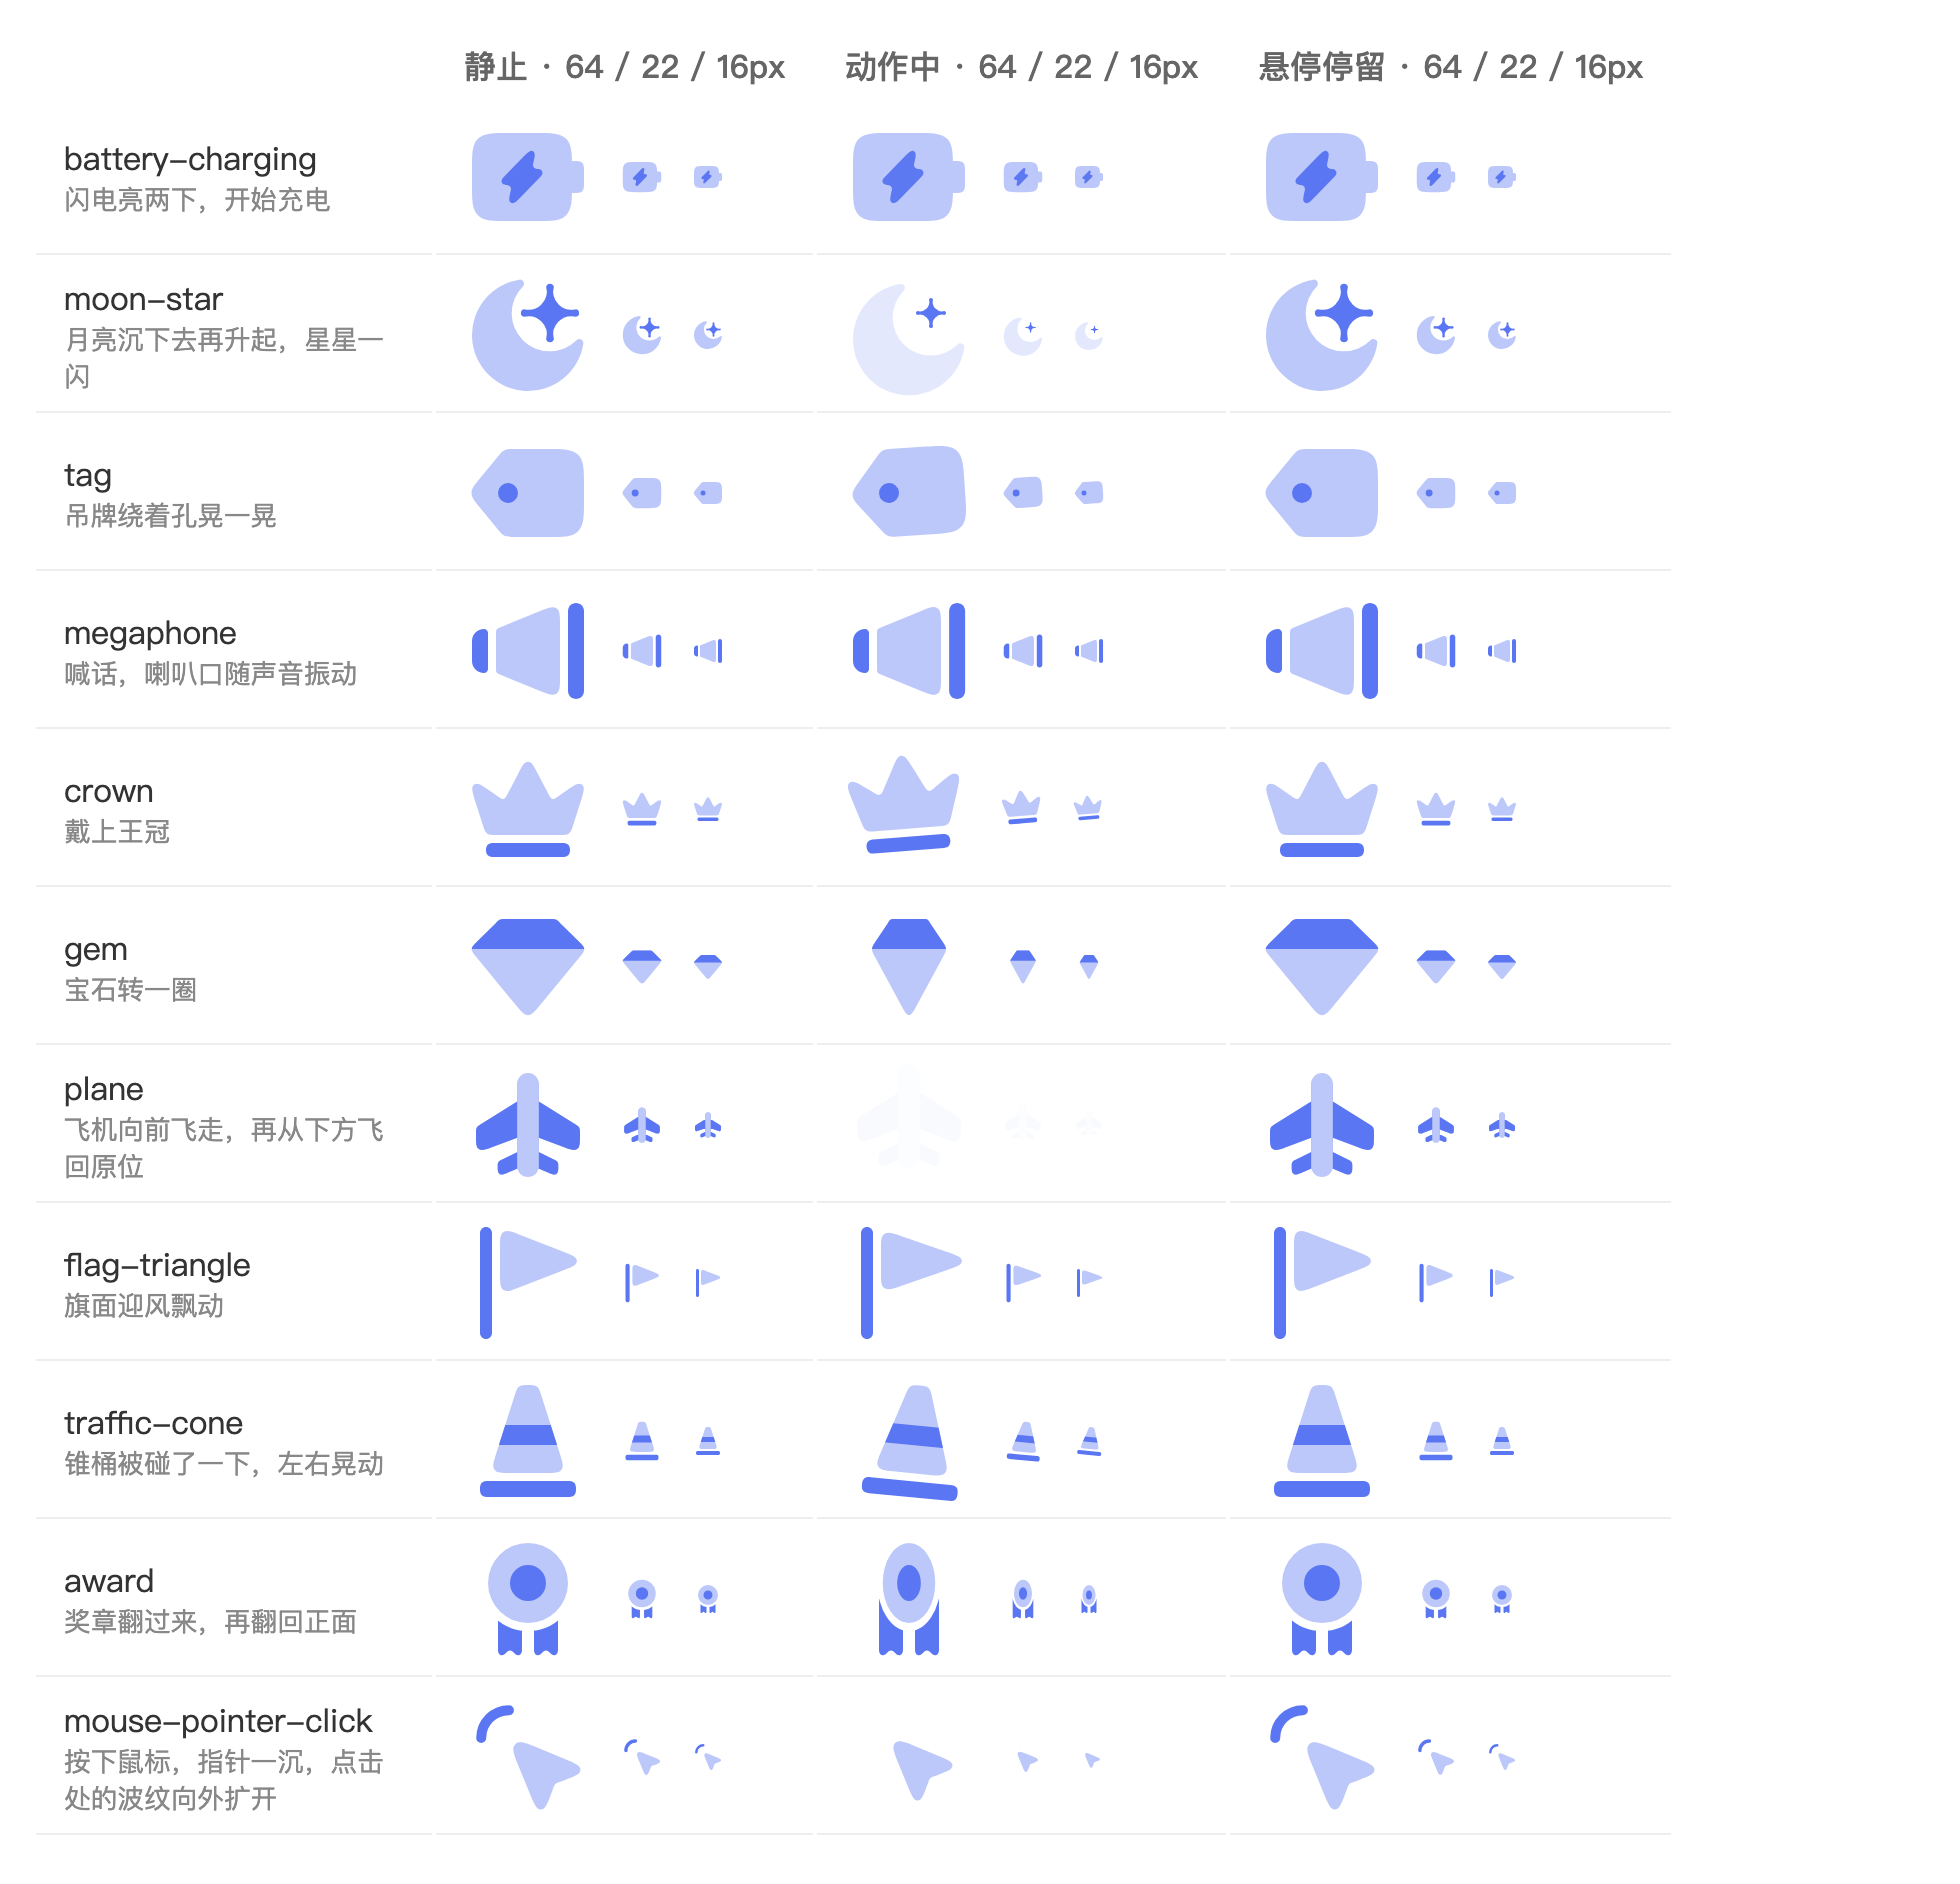 静止 · 64 / 22 / 16px
动作中 · 64 / 22 / 16px
悬停停留 · 64 / 22 / 16px
battery-charging
闪电亮两下，开始充电
moon-star
月亮沉下去再升起，星星一
闪
tag
吊牌绕着孔晃一晃
megaphone
喊话，喇叭口随声音振动
crown
戴上王冠
gem
宝石转一圈
plane
飞机向前飞走，再从下方飞
回原位
flag-triangle
旗面迎风飘动
traffic-cone
锥桶被碰了一下，左右晃动
award
奖章翻过来，再翻回正面
mouse-pointer-click
按下鼠标，指针一沉，点击
处的波纹向外扩开